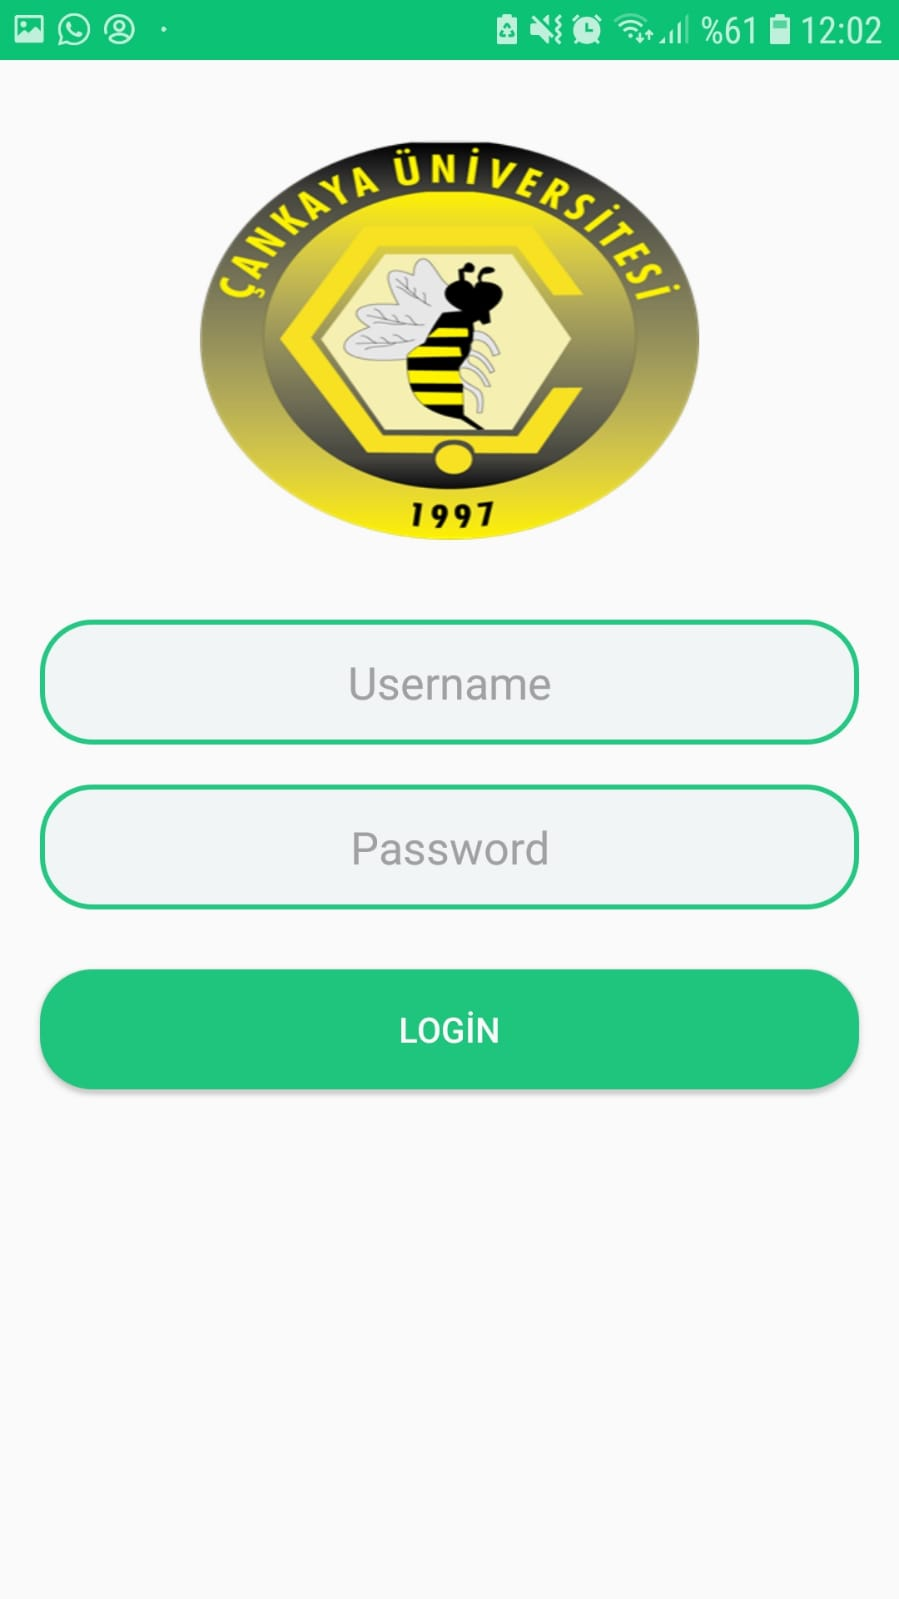 %61 12:02
ÇANKAYA ÜNİVERSİTESİ
1997
Username
Password
LOGİN